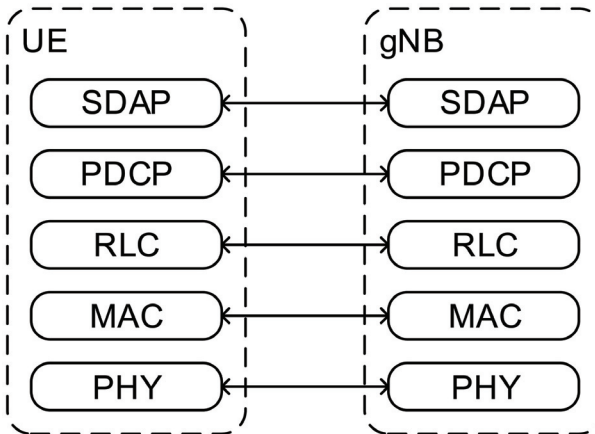 UE gNB
SDAP SDAP
PDCP PDCP
RLC RLC
MAC MAC
PHY PHY